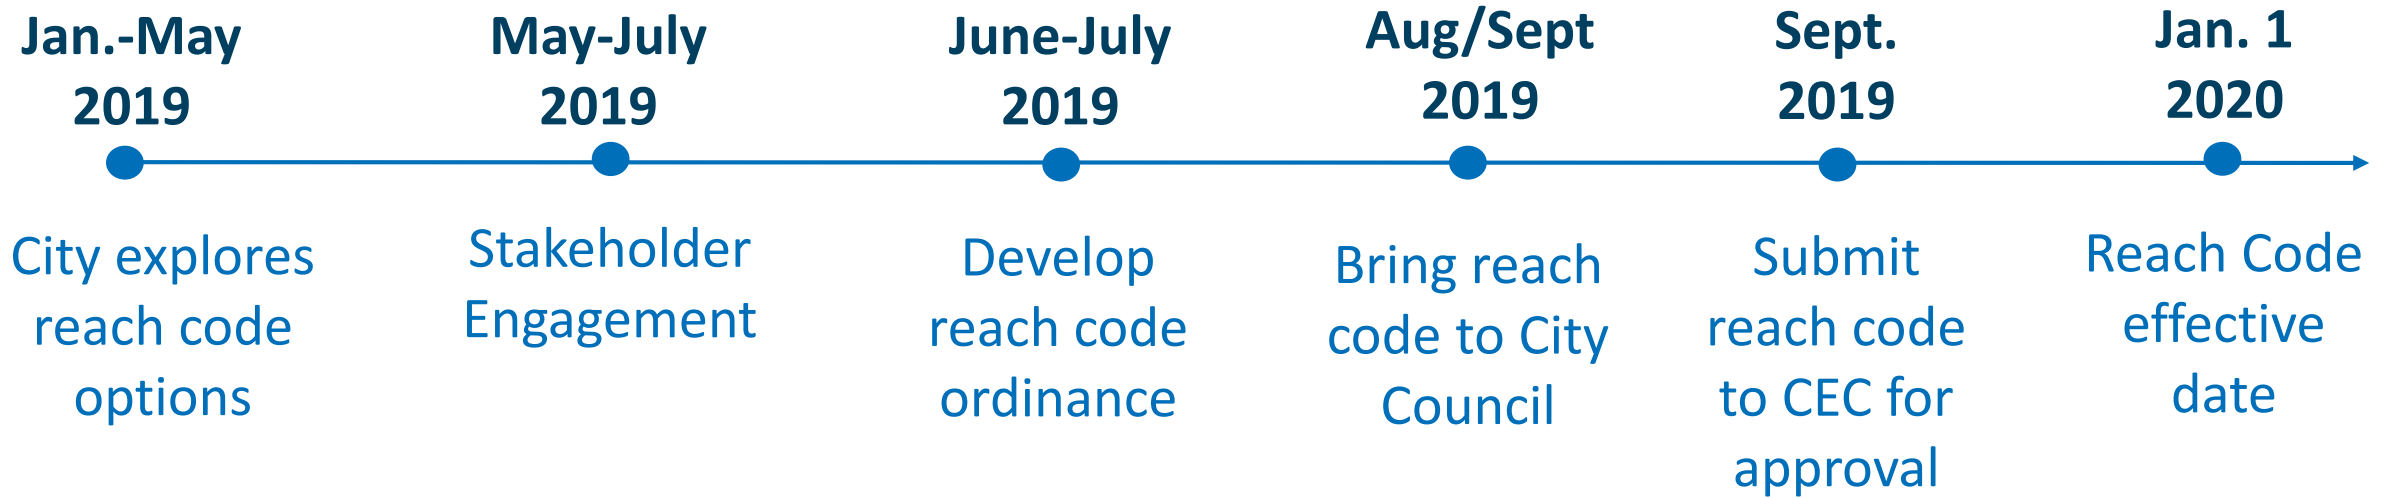 Jan.-May
2019
City explores
reach code
options
May-July
2019
Stakeholder
Engagement
June-July
2019
Develop
reach code
ordinance
Aug/Sept
2019
Bring reach
code to City
Council
Sept.
2019
Submit
reach code
to CEC for
approval
Jan. 1
2020
Reach Code
effective
date